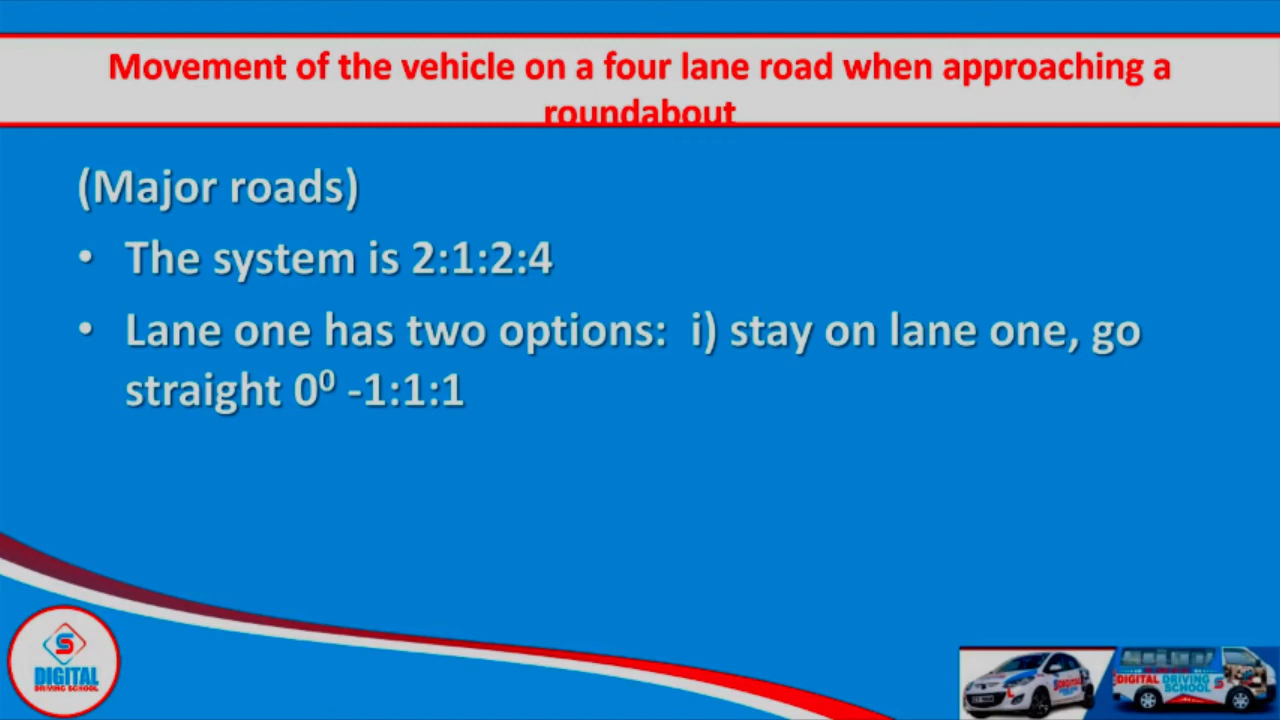 Movement of the vehicle on a four lane road when approaching a
roundabout
(Major roads)
• The system is 2:1:2:4
• Lane one has two options: i) stay on lane one, go
straight 0⁰ -1:1:1
S
DIGITAL
DRIVING SCHOOL
DIGITAL DRIVING
SCHOOL